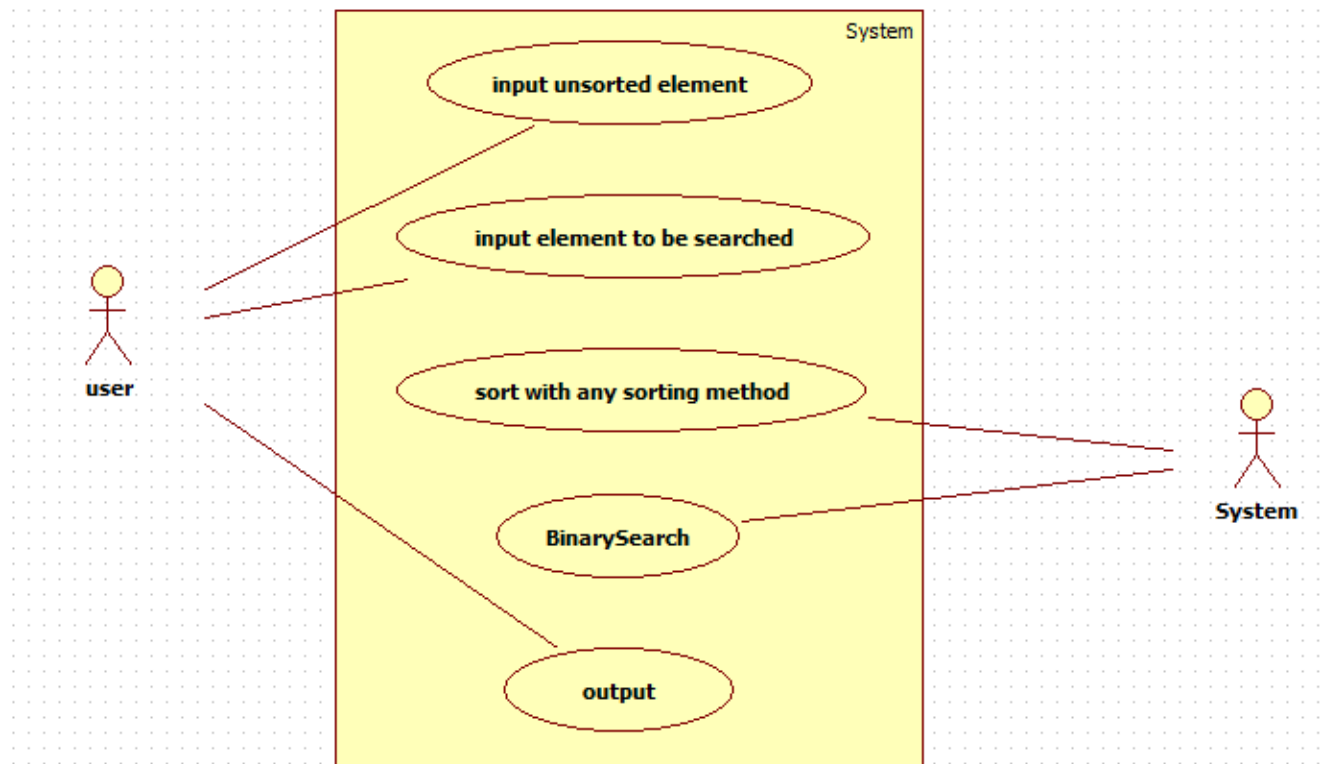 System
input unsorted element
input element to be searched
user
sort with any sorting method
System
BinarySearch
output